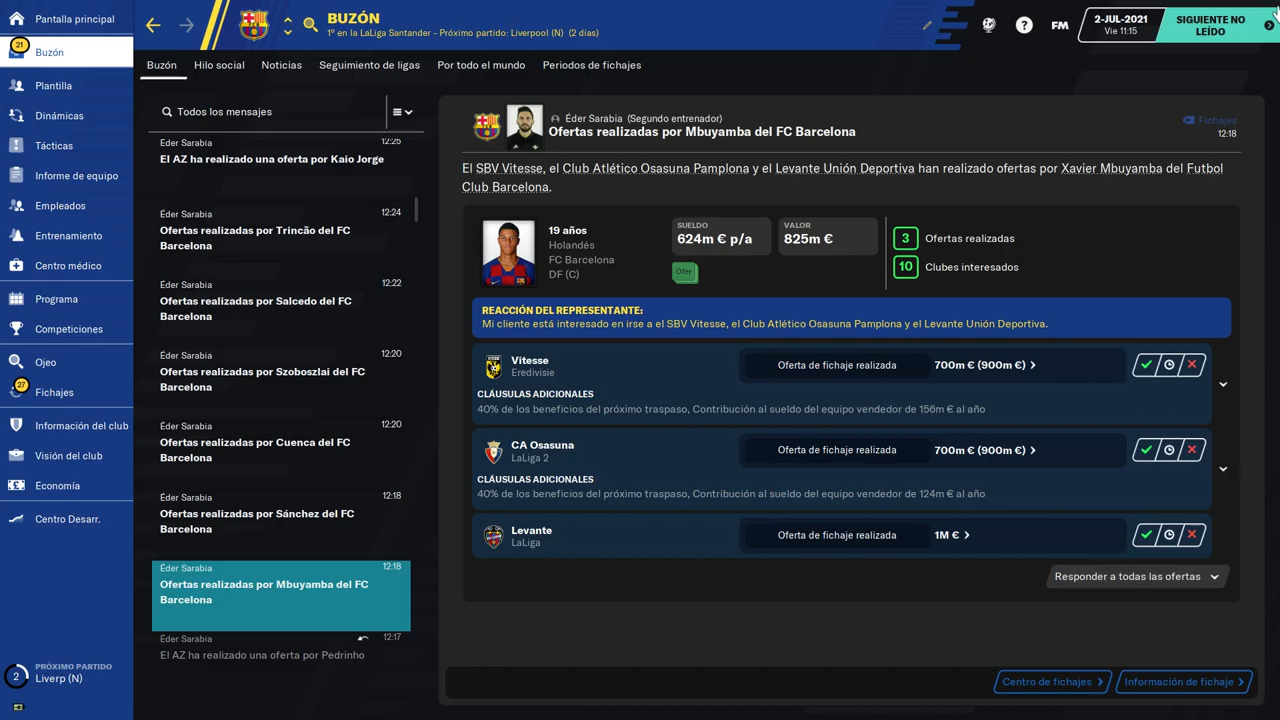 Pantalla principal
21
Buzón
Plantilla
Dinámicas
Tácticas
Informe de equipo
Empleados
Entrenamiento
Centro médico
Programa
Competiciones
Ojeo
27
Fichajes
Información del club
Visión del club
Economía
Centro Desarr.
2
PRÓXIMO PARTIDO
Liverp (N)
BUZÓN
1º en la LaLiga Santander - Próximo partido: Liverpool (N) (2 días)
?
FM
2-JUL-2021
Vie 11:15
SIGUIENTE NO
LEÍDO
Buzón
Hilo social
Noticias
Seguimiento de ligas
Por todo el mundo
Periodos de fichajes
Todos los mensajes
Éder Sarabia
12:26
El AZ ha realizado una oferta por Kaio Jorge
Éder Sarabia
12:24
Ofertas realizadas por Trincão del FC
Barcelona
Éder Sarabia
12:22
Ofertas realizadas por Salcedo del FC
Barcelona
Éder Sarabia
12:20
Ofertas realizadas por Szoboszlai del FC
Barcelona
Éder Sarabia
12:20
Ofertas realizadas por Cuenca del FC
Barcelona
Éder Sarabia
12:18
Ofertas realizadas por Sánchez del FC
Barcelona
Éder Sarabia
12:18
Ofertas realizadas por Mbuyamba del FC
Barcelona
Éder Sarabia
12:17
El AZ ha realizado una oferta por Pedrinho
Éder Sarabia (Segundo entrenador)
Ofertas realizadas por Mbuyamba del FC Barcelona
Fichajes
12:18
El SBV Vitesse, el Club Atlético Osasuna Pamplona y el Levante Unión Deportiva han realizado ofertas por Xavier Mbuyamba del Futbol
Club Barcelona.
19 años
Holandés
FC Barcelona
DF (C)
SUELDO
624m € p/a
VALOR
825m €
Ofer
3 Ofertas realizadas
10 Clubes interesados
REACCIÓN DEL REPRESENTANTE:
Mi cliente está interesado en irse a el SBV Vitesse, el Club Atlético Osasuna Pamplona y el Levante Unión Deportiva.
Vitesse
Eredivisie
Oferta de fichaje realizada
700m € (900m €)
CLÁUSULAS ADICIONALES
40% de los beneficios del próximo traspaso, Contribución al sueldo del equipo vendedor de 156m € al año
CA Osasuna
LaLiga 2
Oferta de fichaje realizada
700m € (900m €)
CLÁUSULAS ADICIONALES
40% de los beneficios del próximo traspaso, Contribución al sueldo del equipo vendedor de 124m € al año
Levante
LaLiga
Oferta de fichaje realizada
1M €
Responder a todas las ofertas
Centro de fichajes
Información de fichaje